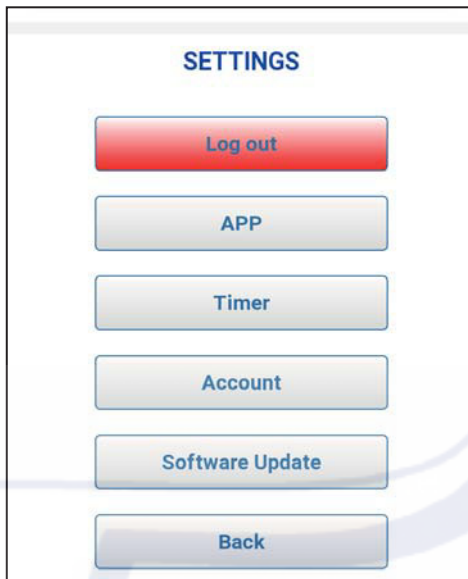 SETTINGS
Log out
APP
Timer
Account
Software Update
Back